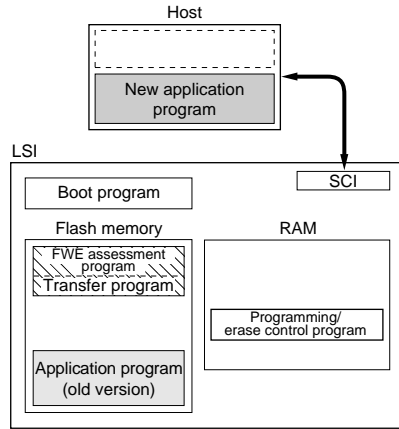 Host
New application
program
LSI
SCI
Boot program
Flash memory
RAM
FWE assessment
program
Transfer program
Programming/
erase control program
Application program
(old version)